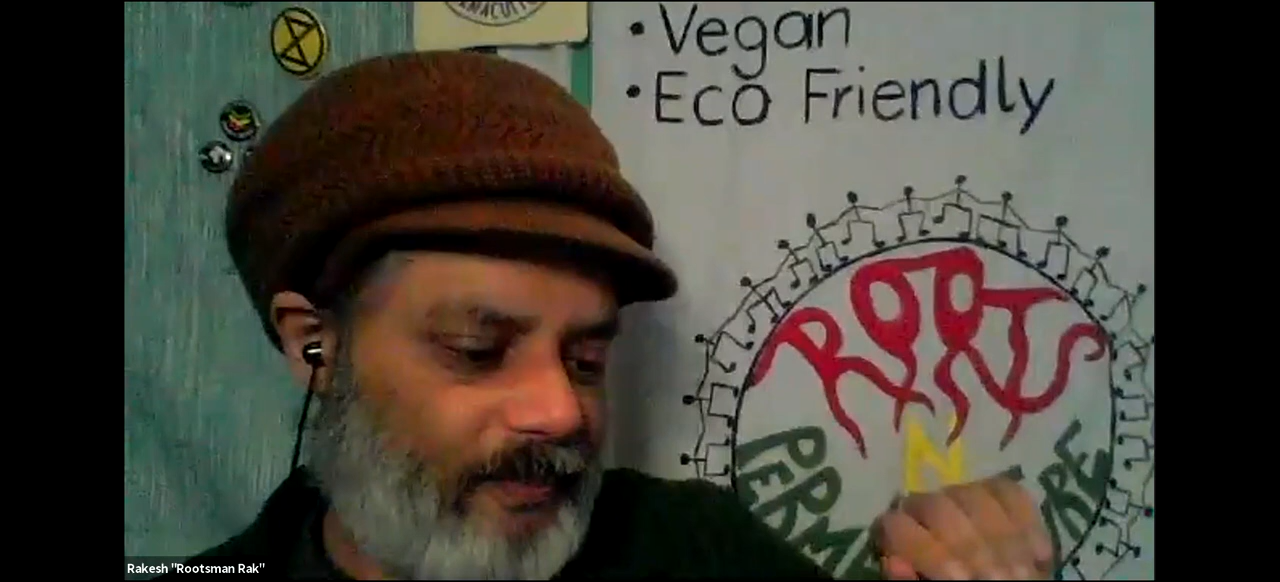 • Vegan
• Eco Friendly
ROOTS
N
Rakesh "Rootsman Rak"